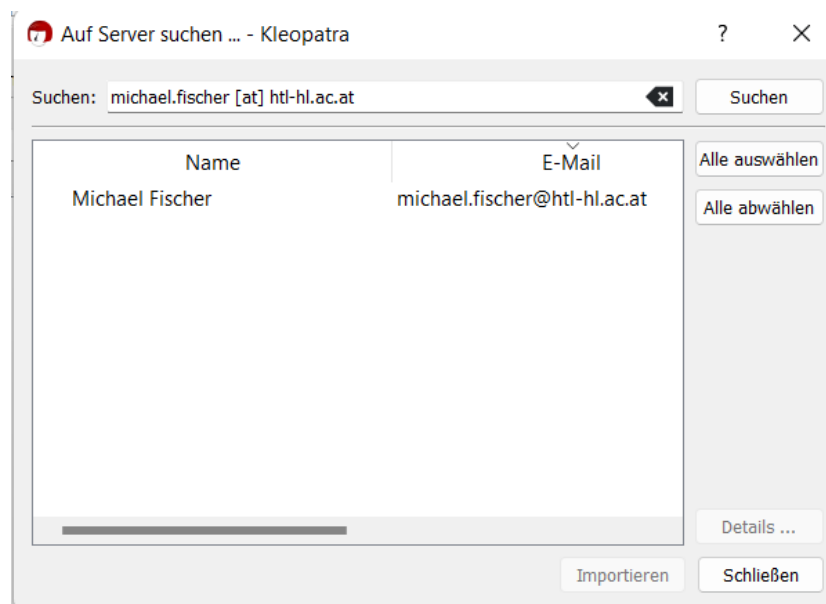 Auf Server suchen ... - Kleopatra
? ×
Suchen: michael.fischer [at] htl-hl.ac.at Suchen
Name E-Mail Alle auswählen
Michael Fischer michael.fischer@htl-hl.ac.at Alle abwählen
Details ...
Importieren Schließen